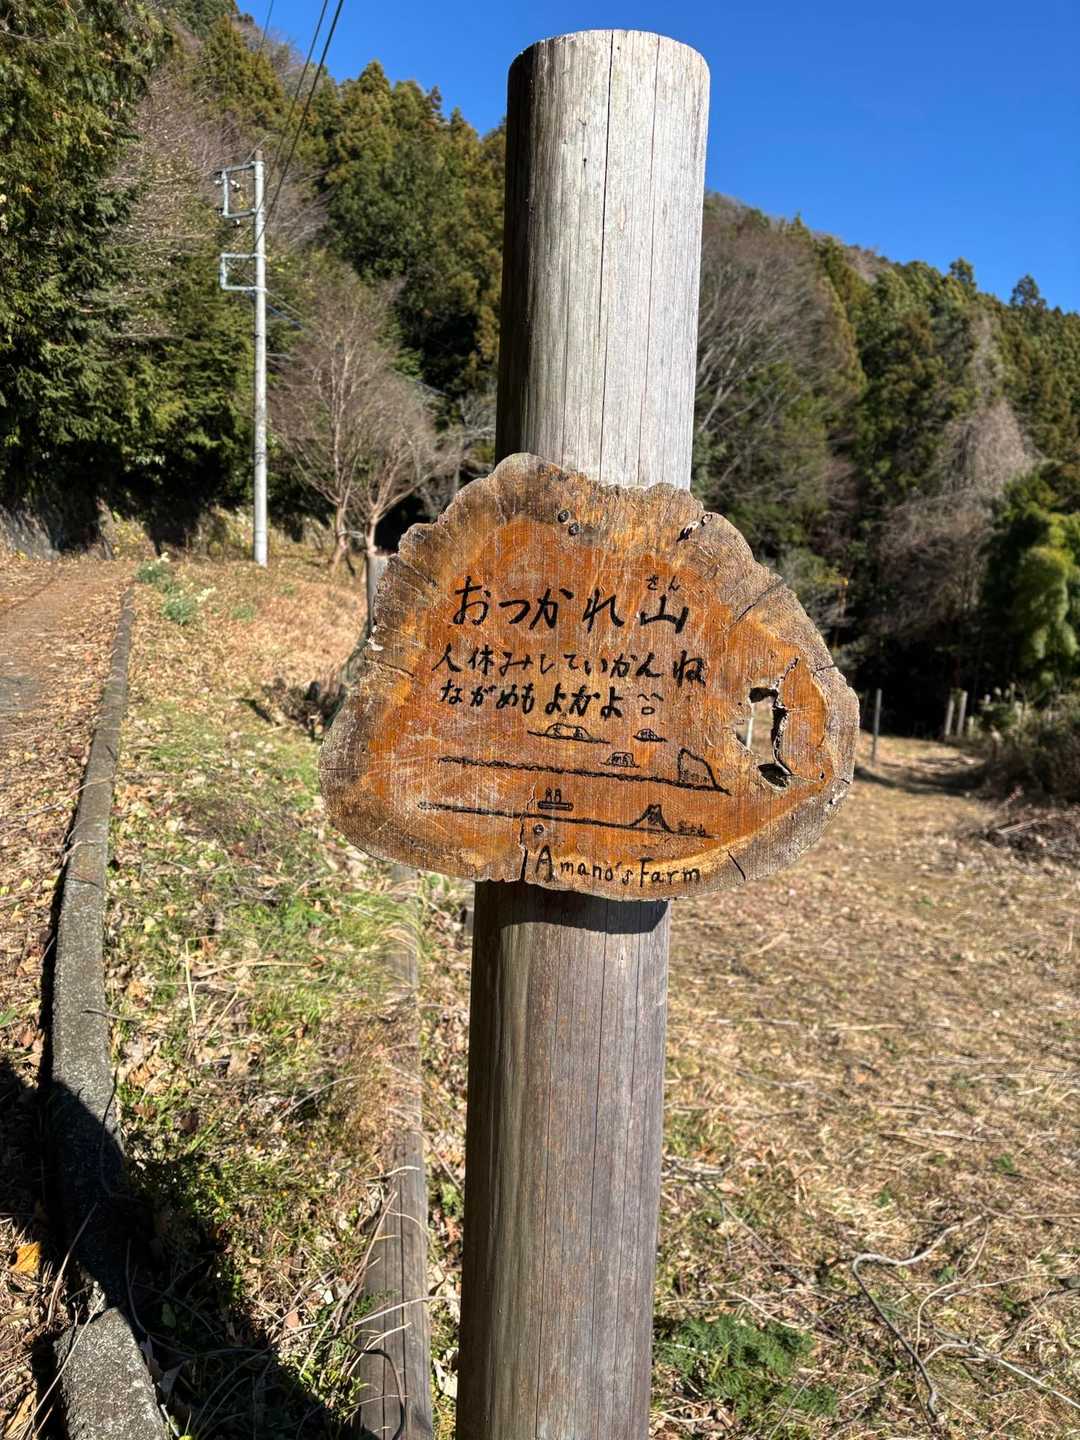 おつかれ山
さん
人休みしていかんね
ながめもよかよ
Amano's Farm